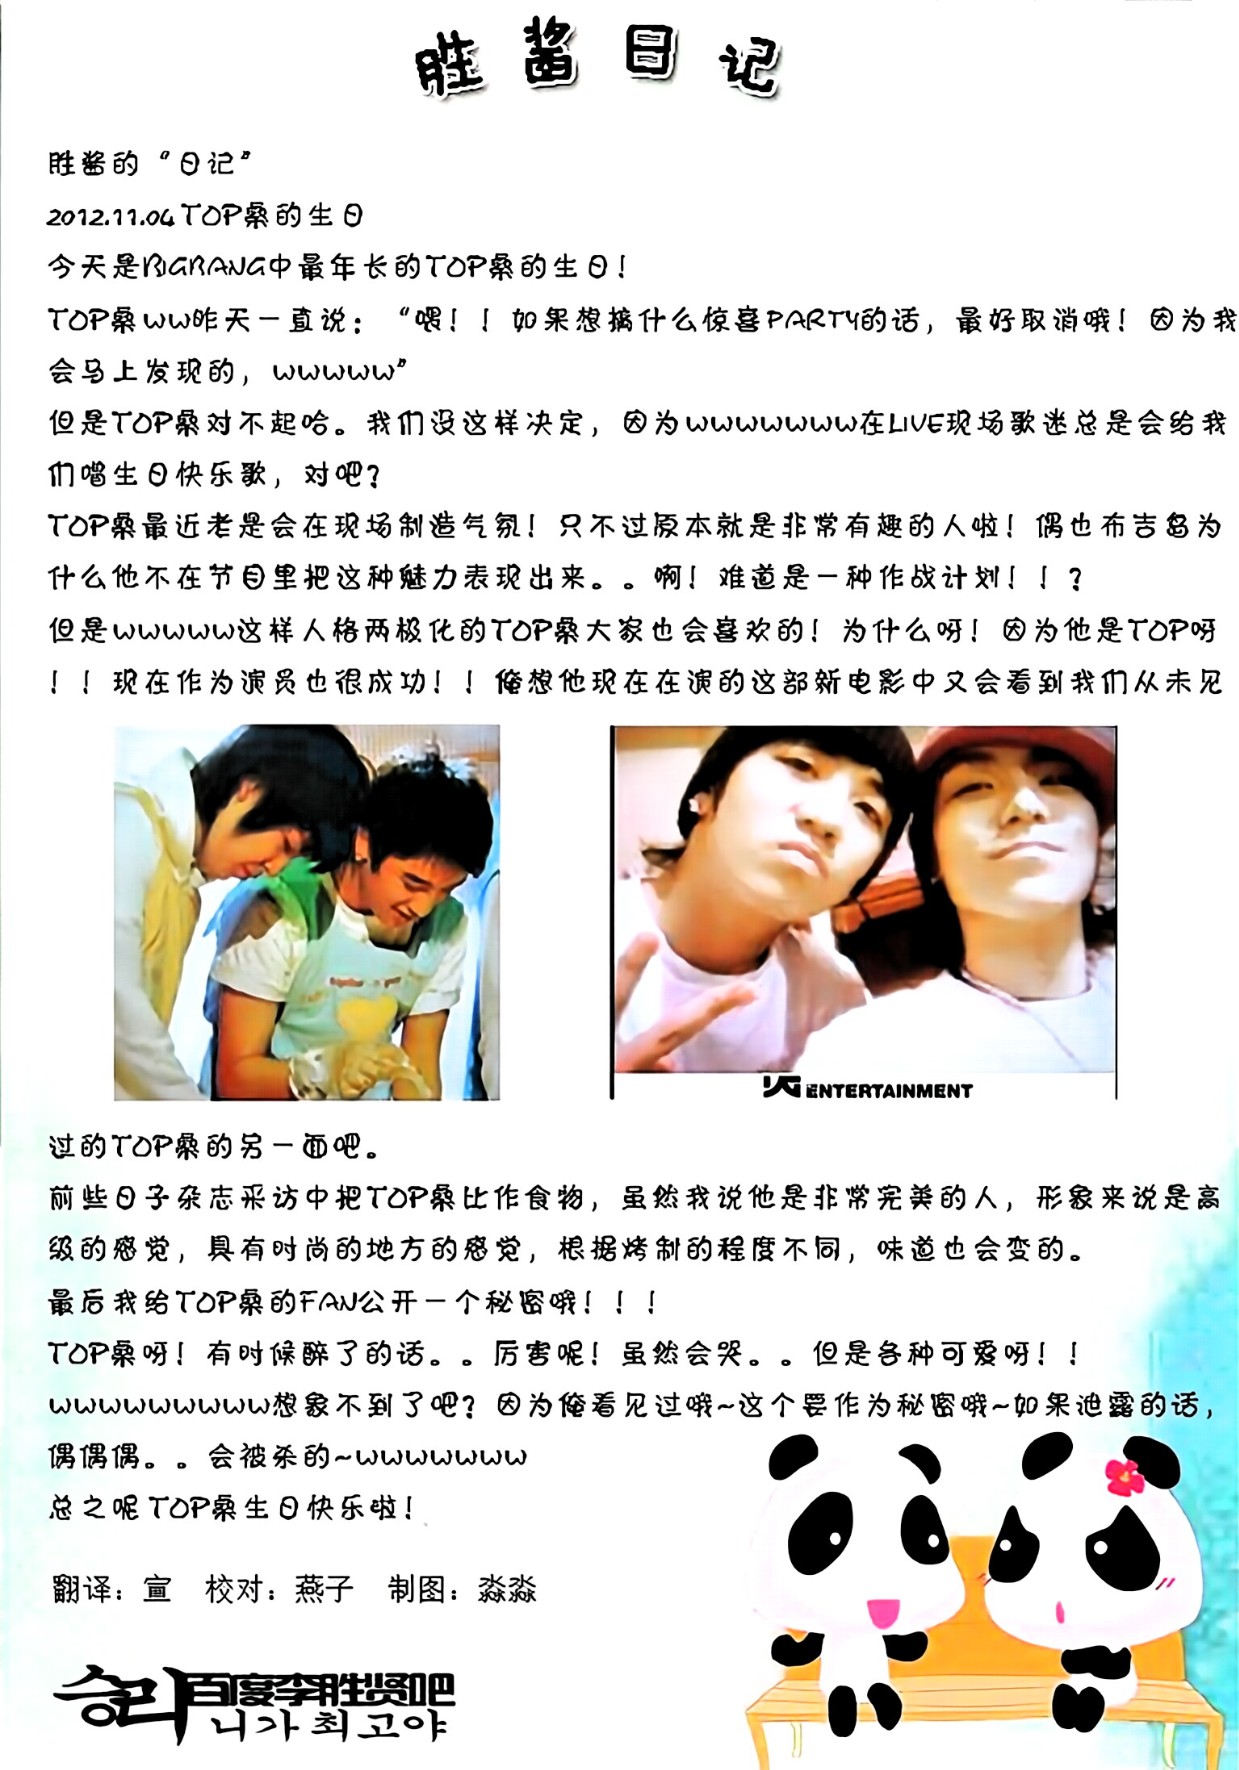 胜酱日记
胜酱的“日记”
2012.11.04TOP桑的生日
今天是BIGBANG中最年长的TOP桑的生日！
TOP桑ww昨天一直说：“喂！！如果想搞什么惊喜PARTY的话，最好取消哦！因为我
会马上发现的，wwwww”
但是TOP桑对不起哈。我们没这样决定，因为wwwwwww在LIVE现场歌迷总是会给我
们唱生日快乐歌，对吧？
TOP桑最近老是会在现场制造气氛！只不过原本就是非常有趣的人啦！偶也布吉岛为
什么他不在节目里把这种魅力表现出来。。啊！难道是一种作战计划！！？
但是wwwww这样人格两极化的TOP桑大家也会喜欢的！为什么呀！因为他是TOP呀
！！现在作为演员也很成功！！俺想他现在在演的这部新电影中又会看到我们从未见
YG ENTERTAINMENT
过的TOP桑的另一面吧。
前些日子杂志采访中把TOP桑比作食物，虽然我说他是非常完美的人，形象来说是高
级的感觉，具有时尚的地方的感觉，根据烤制的程度不同，味道也会变的。
最后我给TOP桑的FAN公开一个秘密哦！！！
TOP桑呀！有时候醉了的话。。厉害呢！虽然会哭。。但是各种可爱呀！！
wwwwwwwww想象不到了吧？因为俺看见过哦~这个要作为秘密哦~如果泄露的话，
偶偶偶。。会被杀的~wwwwwww
总之呢TOP桑生日快乐啦！
翻译：宣 校对：燕子 制图：淼淼
승리百度李胜贤吧
니가최고야